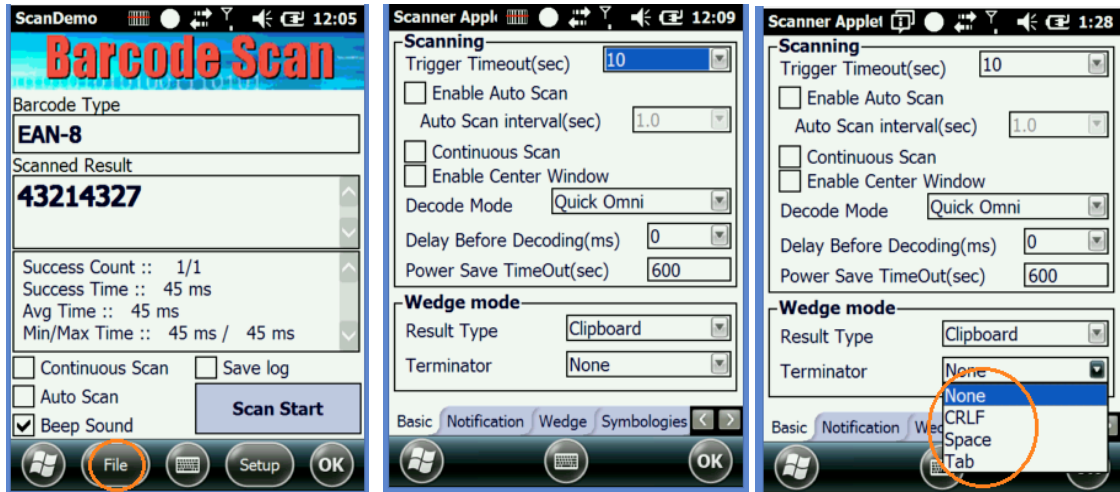 ScanDemo 12:05
Barcode Scan
Barcode Type
EAN-8
Scanned Result
43214327
Success Count :: 1/1
Success Time :: 45 ms
Avg Time :: 45 ms
Min/Max Time :: 45 ms / 45 ms
Continuous Scan Save log
Auto Scan
Scan Start
Beep Sound
File Setup OK
Scanner Appl 12:09
Scanning
Trigger Timeout(sec) 10
Enable Auto Scan
Auto Scan interval(sec) 1.0
Continuous Scan
Enable Center Window
Decode Mode Quick Omni
Delay Before Decoding(ms) 0
Power Save TimeOut(sec) 600
Wedge mode
Result Type Clipboard
Terminator None
Basic Notification Wedge Symbologies
OK
Scanner Applet 1:28
Scanning
Trigger Timeout(sec) 10
Enable Auto Scan
Auto Scan interval(sec) 1.0
Continuous Scan
Enable Center Window
Decode Mode Quick Omni
Delay Before Decoding(ms) 0
Power Save TimeOut(sec) 600
Wedge mode
Result Type Clipboard
Terminator None
None
CRLF
Space
Tab
Basic Notification Wed